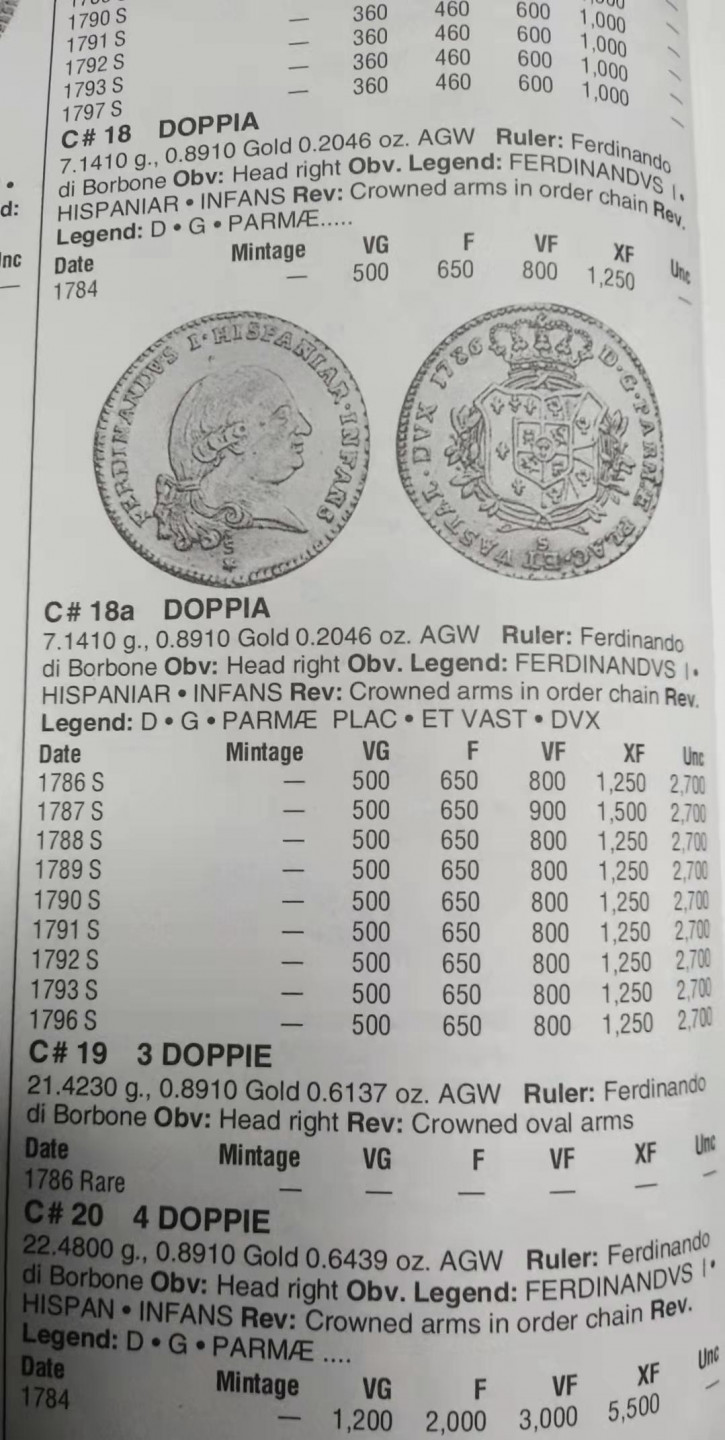 1790 S — 360 460 600 1,000
1791 S — 360 460 600 1,000
1792 S — 360 460 600 1,000
1793 S — 360 460 600 1,000
1797 S
C# 18 DOPPIA
7.1410 g., 0.8910 Gold 0.2046 oz. AGW Ruler: Ferdinando
di Borbone Obv: Head right Obv. Legend: FERDINANDVS I •
HISPANIAR • INFANS Rev: Crowned arms in order chain Rev.
Legend: D • G • PARMÆ.....
Date Mintage VG F VF XF Unc
1784 — 500 650 800 1,250 —
FERDINANDVS I·HISPANIAR·INFANS
S
D·G·PARMÆ PLAC·ET VASTAL·DVX 1786
S
C# 18a DOPPIA
7.1410 g., 0.8910 Gold 0.2046 oz. AGW Ruler: Ferdinando
di Borbone Obv: Head right Obv. Legend: FERDINANDVS I •
HISPANIAR • INFANS Rev: Crowned arms in order chain Rev.
Legend: D • G • PARMÆ PLAC • ET VAST • DVX
Date Mintage VG F VF XF Unc
1786 S — 500 650 800 1,250 2,700
1787 S — 500 650 900 1,500 2,700
1788 S — 500 650 800 1,250 2,700
1789 S — 500 650 800 1,250 2,700
1790 S — 500 650 800 1,250 2,700
1791 S — 500 650 800 1,250 2,700
1792 S — 500 650 800 1,250 2,700
1793 S — 500 650 800 1,250 2,700
1796 S — 500 650 800 1,250 2,700
C# 19 3 DOPPIE
21.4230 g., 0.8910 Gold 0.6137 oz. AGW Ruler: Ferdinando
di Borbone Obv: Head right Rev: Crowned oval arms
Date Mintage VG F VF XF Unc
1786 Rare — — — — — —
C# 20 4 DOPPIE
22.4800 g., 0.8910 Gold 0.6439 oz. AGW Ruler: Ferdinando
di Borbone Obv: Head right Obv. Legend: FERDINANDVS I •
HISPAN • INFANS Rev: Crowned arms in order chain Rev.
Legend: D • G • PARMÆ ....
Date Mintage VG F VF XF Unc
1784 — 1,200 2,000 3,000 5,500 —